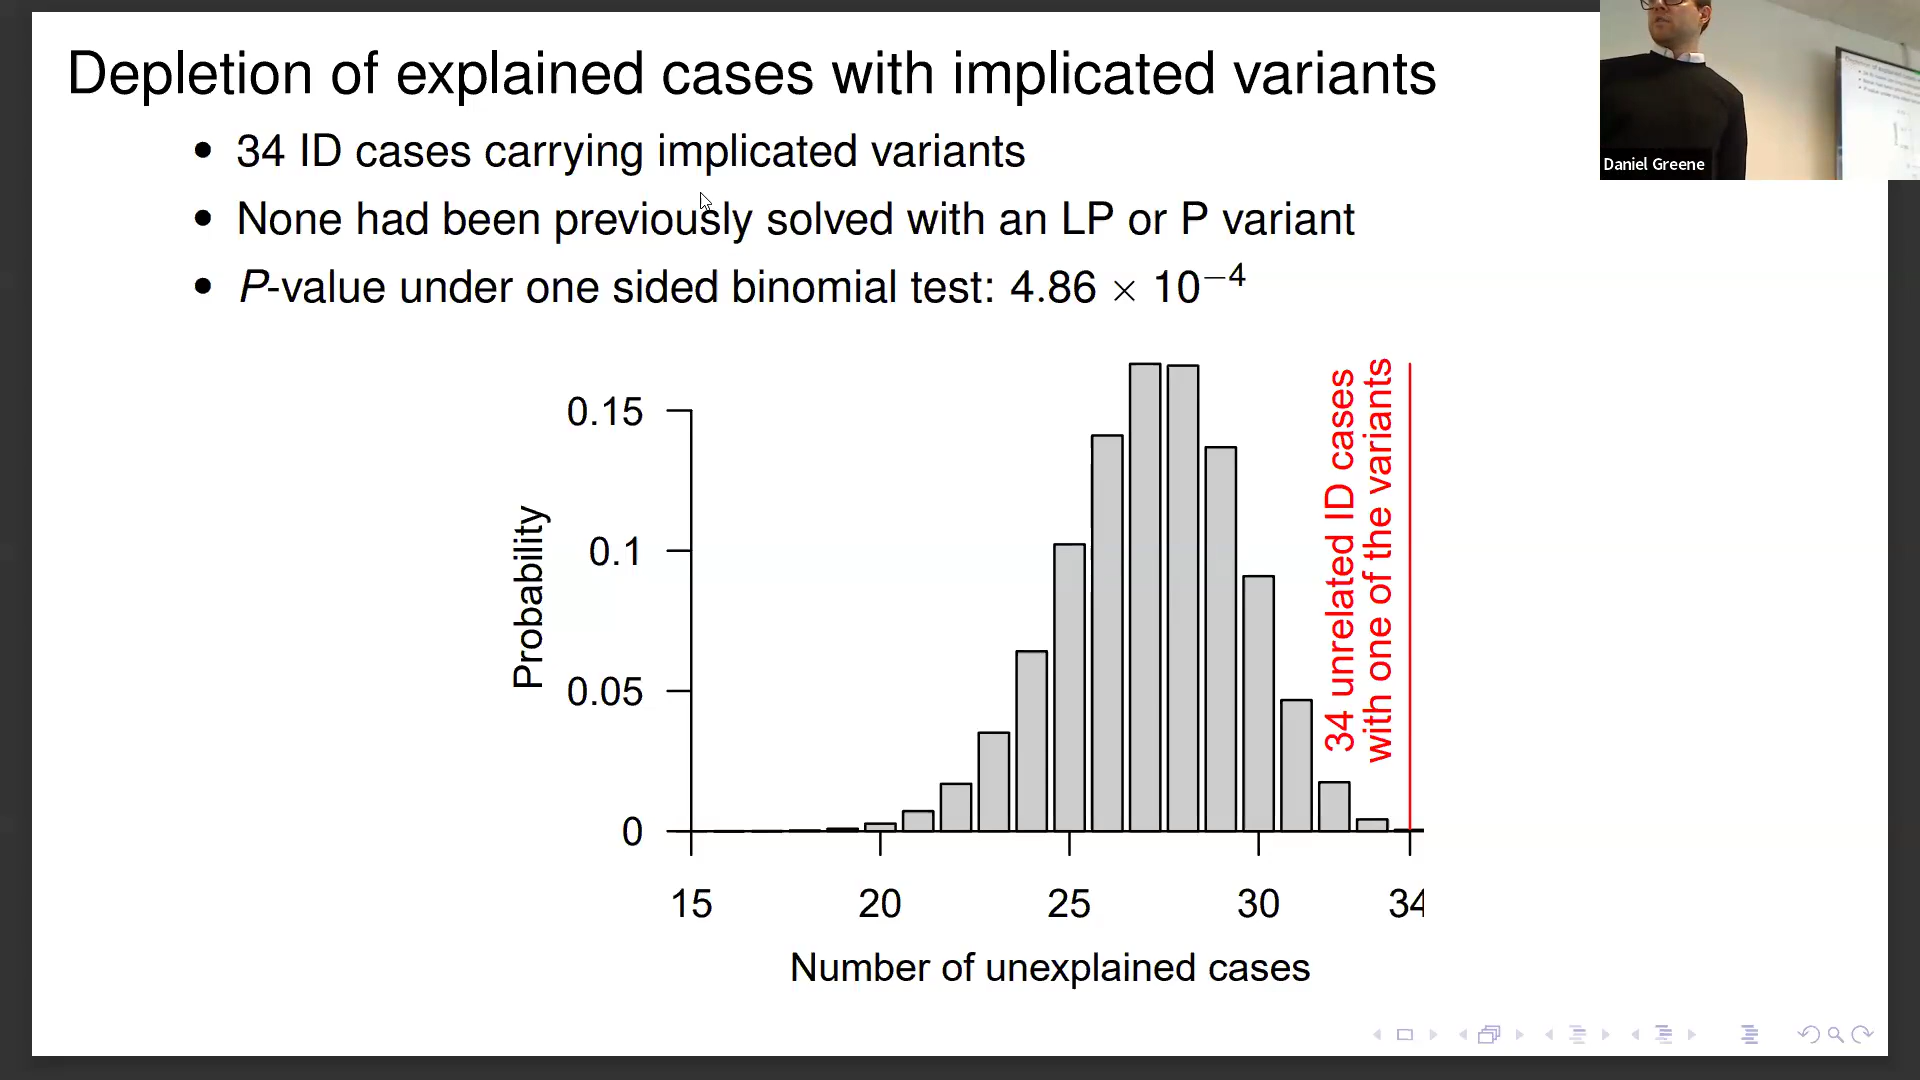 Depletion of explained cases with implicated variants
• 34 ID cases carrying implicated variants
• None had been previously solved with an LP or P variant
• P-value under one sided binomial test: 4.86 × 10⁻⁴
Daniel Greene
Probability
0.15
0.1
0.05
0
34 unrelated ID cases
with one of the variants
15 20 25 30 34
Number of unexplained cases